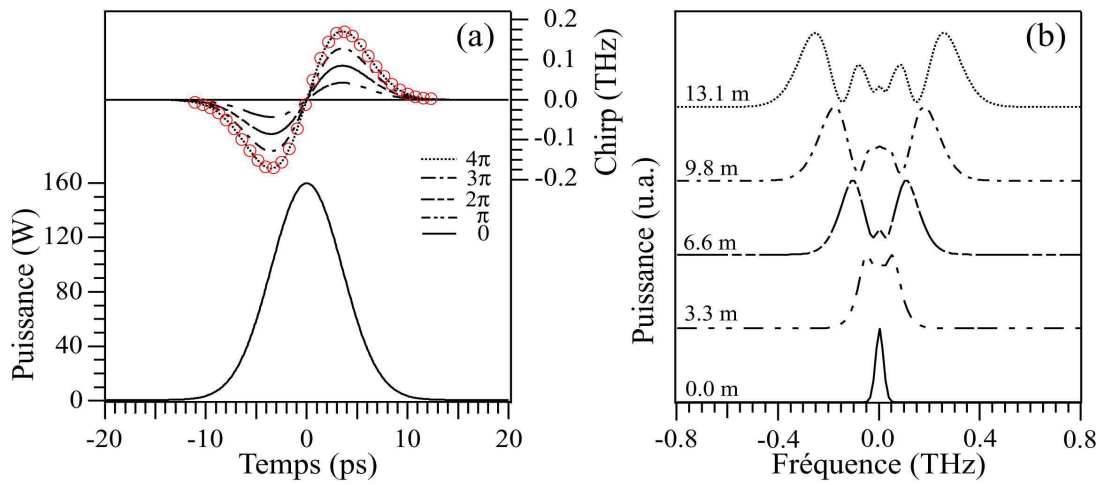 (a)
0.2
0.1
0.0
-0.1
-0.2
Chirp (THz)
4π
3π
2π
π
0
160
120
80
40
0
Puissance (W)
-20
-10
0
10
20
Temps (ps)
(b)
13.1 m
9.8 m
6.6 m
3.3 m
0.0 m
Puissance (u.a.)
-0.8
-0.4
0.0
0.4
0.8
Fréquence (THz)